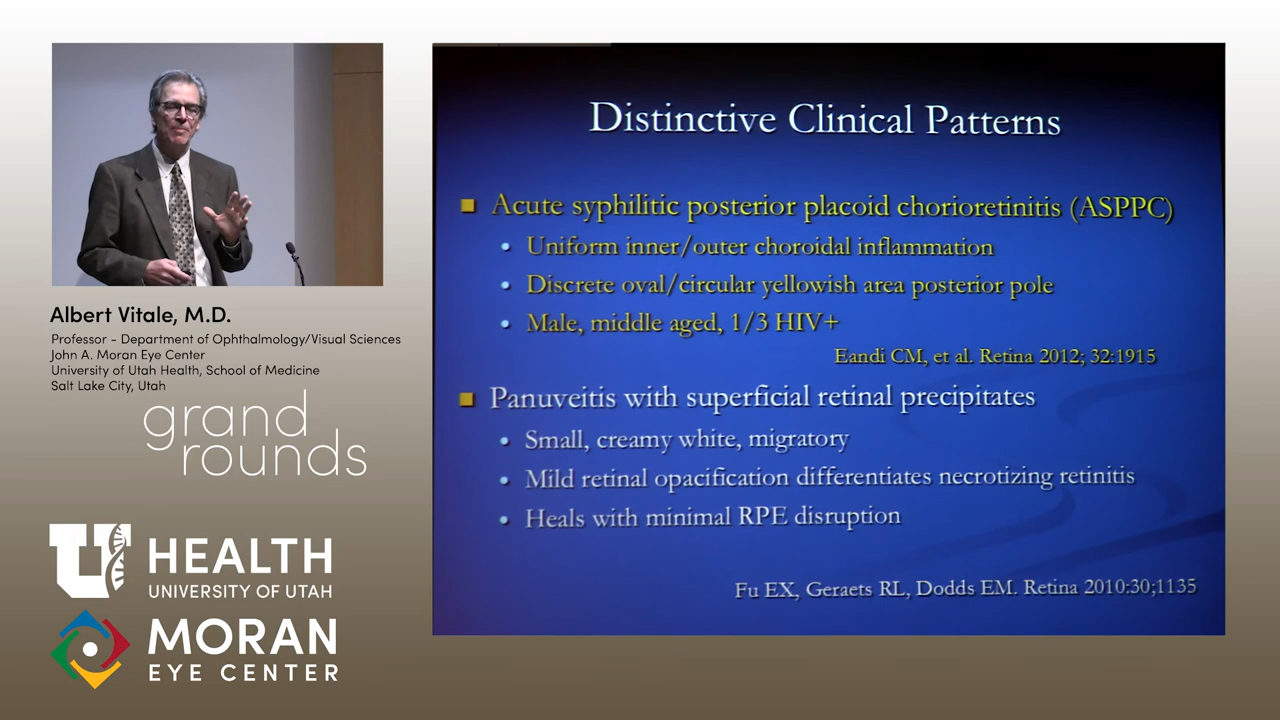 Albert Vitale, M.D.
Professor - Department of Ophthalmology/Visual Sciences
John A. Moran Eye Center
University of Utah Health, School of Medicine
Salt Lake City, Utah
grand
rounds
U HEALTH
UNIVERSITY OF UTAH
MORAN
EYE CENTER
Distinctive Clinical Patterns
Acute syphilitic posterior placoid chorioretinitis (ASPPC)
Uniform inner/outer choroidal inflammation
Discrete oval/circular yellowish area posterior pole
Male, middle aged, 1/3 HIV+
Eandi CM, et al. Retina 2012; 32:1915
Panuveitis with superficial retinal precipitates
Small, creamy white, migratory
Mild retinal opacification differentiates necrotizing retinitis
Heals with minimal RPE disruption
Fu EX, Geraets RL, Dodds EM. Retina 2010:30;1135